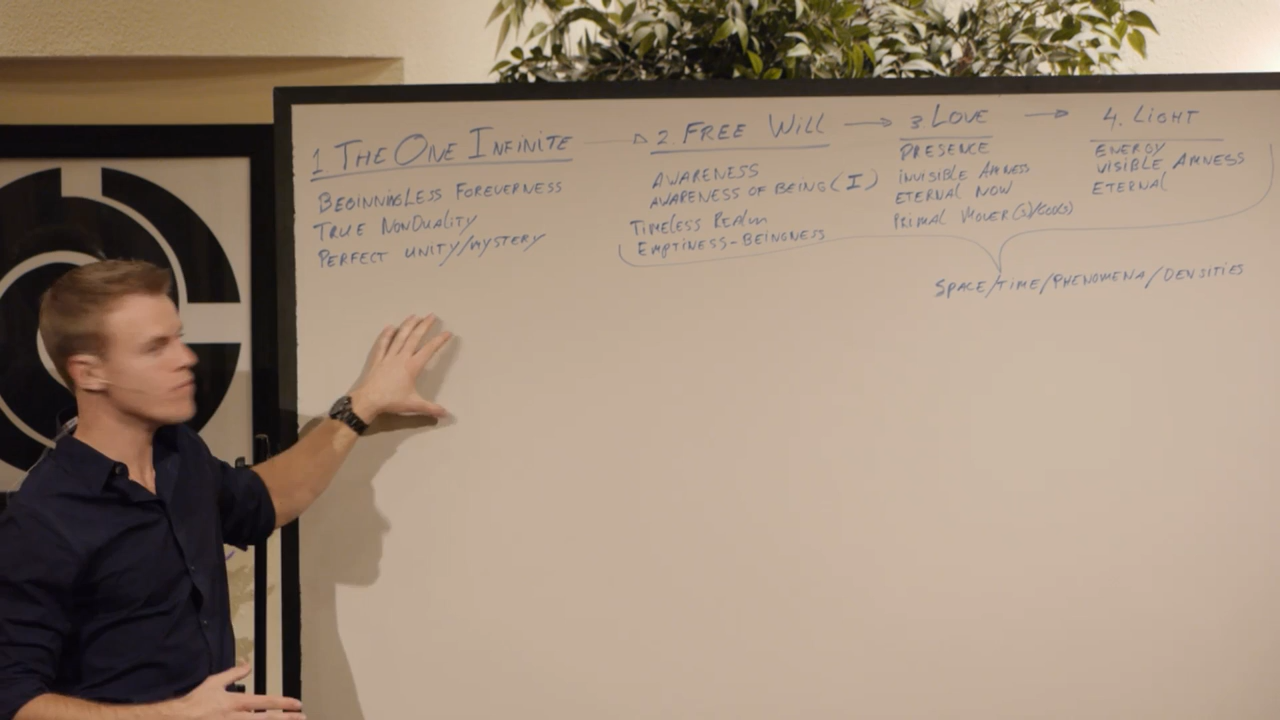 1 THE ONE INFINITE
BEGINNINGLESS FOREVERNESS
TRUE NONDUALITY
PERFECT UNITY/MYSTERY
2. FREE WILL
AWARENESS
AWARENESS OF BEING (I)
TIMELESS REALM
EMPTINESS-BEINGNESS
3 LOVE
PRESENCE
INVISIBLE AMNESS
ETERNAL NOW
PRIMAL MOVER(S)/
4. LIGHT
ENERGY
VISIBLE AMNESS
ETERNAL
SPACE/TIME/PHENOMENA/DENSITIES